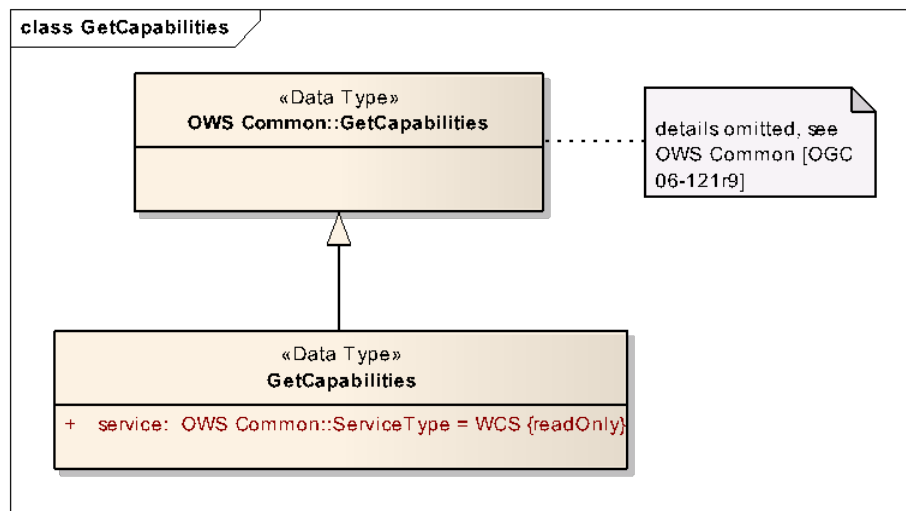 class GetCapabilities
«Data Type»
OWS Common::GetCapabilities
details omitted, see
OWS Common [OGC
06-121r9]
«Data Type»
GetCapabilities
+ service: OWS Common::ServiceType = WCS {readOnly}